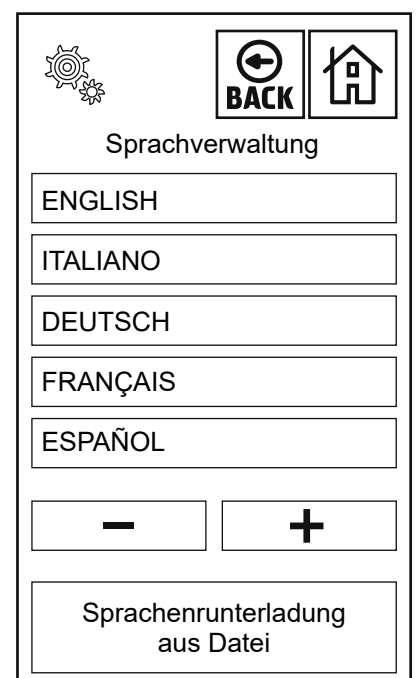 BACK
Sprachverwaltung
ENGLISH
ITALIANO
DEUTSCH
FRANÇAIS
ESPAÑOL
− +
Sprachenrunterladung
aus Datei